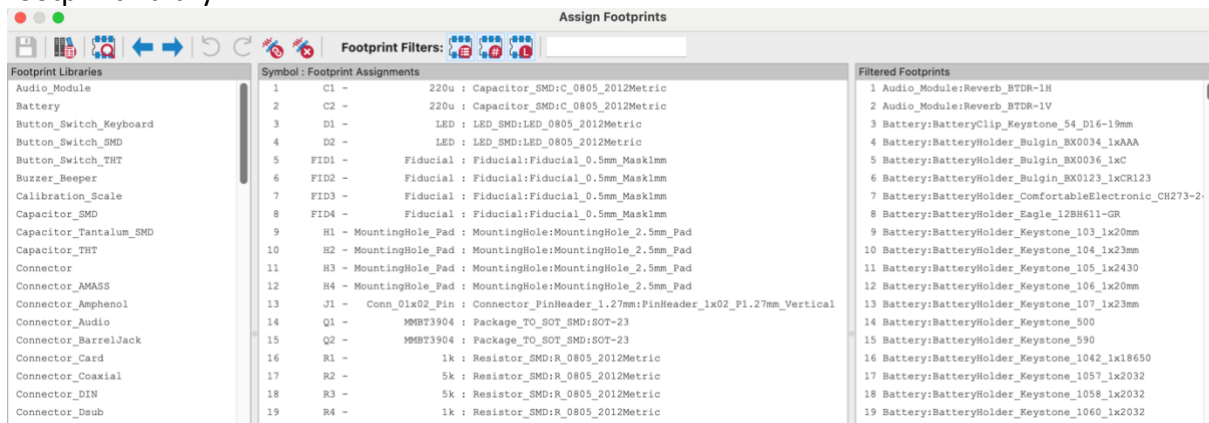 Assign Footprints
Footprint Filters:
Footprint Libraries
Audio_Module
Battery
Button_Switch_Keyboard
Button_Switch_SMD
Button_Switch_THT
Buzzer_Beeper
Calibration_Scale
Capacitor_SMD
Capacitor_Tantalum_SMD
Capacitor_THT
Connector
Connector_AMASS
Connector_Amphenol
Connector_Audio
Connector_BarrelJack
Connector_Card
Connector_Coaxial
Connector_DIN
Connector_Dsub
Symbol : Footprint Assignments
1 C1 - 220u : Capacitor_SMD:C_0805_2012Metric
2 C2 - 220u : Capacitor_SMD:C_0805_2012Metric
3 D1 - LED : LED_SMD:LED_0805_2012Metric
4 D2 - LED : LED_SMD:LED_0805_2012Metric
5 FID1 - Fiducial : Fiducial:Fiducial_0.5mm_Mask1mm
6 FID2 - Fiducial : Fiducial:Fiducial_0.5mm_Mask1mm
7 FID3 - Fiducial : Fiducial:Fiducial_0.5mm_Mask1mm
8 FID4 - Fiducial : Fiducial:Fiducial_0.5mm_Mask1mm
9 H1 - MountingHole_Pad : MountingHole:MountingHole_2.5mm_Pad
10 H2 - MountingHole_Pad : MountingHole:MountingHole_2.5mm_Pad
11 H3 - MountingHole_Pad : MountingHole:MountingHole_2.5mm_Pad
12 H4 - MountingHole_Pad : MountingHole:MountingHole_2.5mm_Pad
13 J1 - Conn_01x02_Pin : Connector_PinHeader_1.27mm:PinHeader_1x02_P1.27mm_Vertical
14 Q1 - MMBT3904 : Package_TO_SOT_SMD:SOT-23
15 Q2 - MMBT3904 : Package_TO_SOT_SMD:SOT-23
16 R1 - 1k : Resistor_SMD:R_0805_2012Metric
17 R2 - 5k : Resistor_SMD:R_0805_2012Metric
18 R3 - 5k : Resistor_SMD:R_0805_2012Metric
19 R4 - 1k : Resistor_SMD:R_0805_2012Metric
Filtered Footprints
1 Audio_Module:Reverb_BTDR-1H
2 Audio_Module:Reverb_BTDR-1V
3 Battery:BatteryClip_Keystone_54_D16-19mm
4 Battery:BatteryHolder_Bulgin_BX0034_1xAAA
5 Battery:BatteryHolder_Bulgin_BX0036_1xC
6 Battery:BatteryHolder_Bulgin_BX0123_1xCR123
7 Battery:BatteryHolder_ComfortableElectronic_CH273-2
8 Battery:BatteryHolder_Eagle_12BH611-GR
9 Battery:BatteryHolder_Keystone_103_1x20mm
10 Battery:BatteryHolder_Keystone_104_1x23mm
11 Battery:BatteryHolder_Keystone_105_1x2430
12 Battery:BatteryHolder_Keystone_106_1x20mm
13 Battery:BatteryHolder_Keystone_107_1x23mm
14 Battery:BatteryHolder_Keystone_500
15 Battery:BatteryHolder_Keystone_590
16 Battery:BatteryHolder_Keystone_1042_1x18650
17 Battery:BatteryHolder_Keystone_1057_1x2032
18 Battery:BatteryHolder_Keystone_1058_1x2032
19 Battery:BatteryHolder_Keystone_1060_1x2032